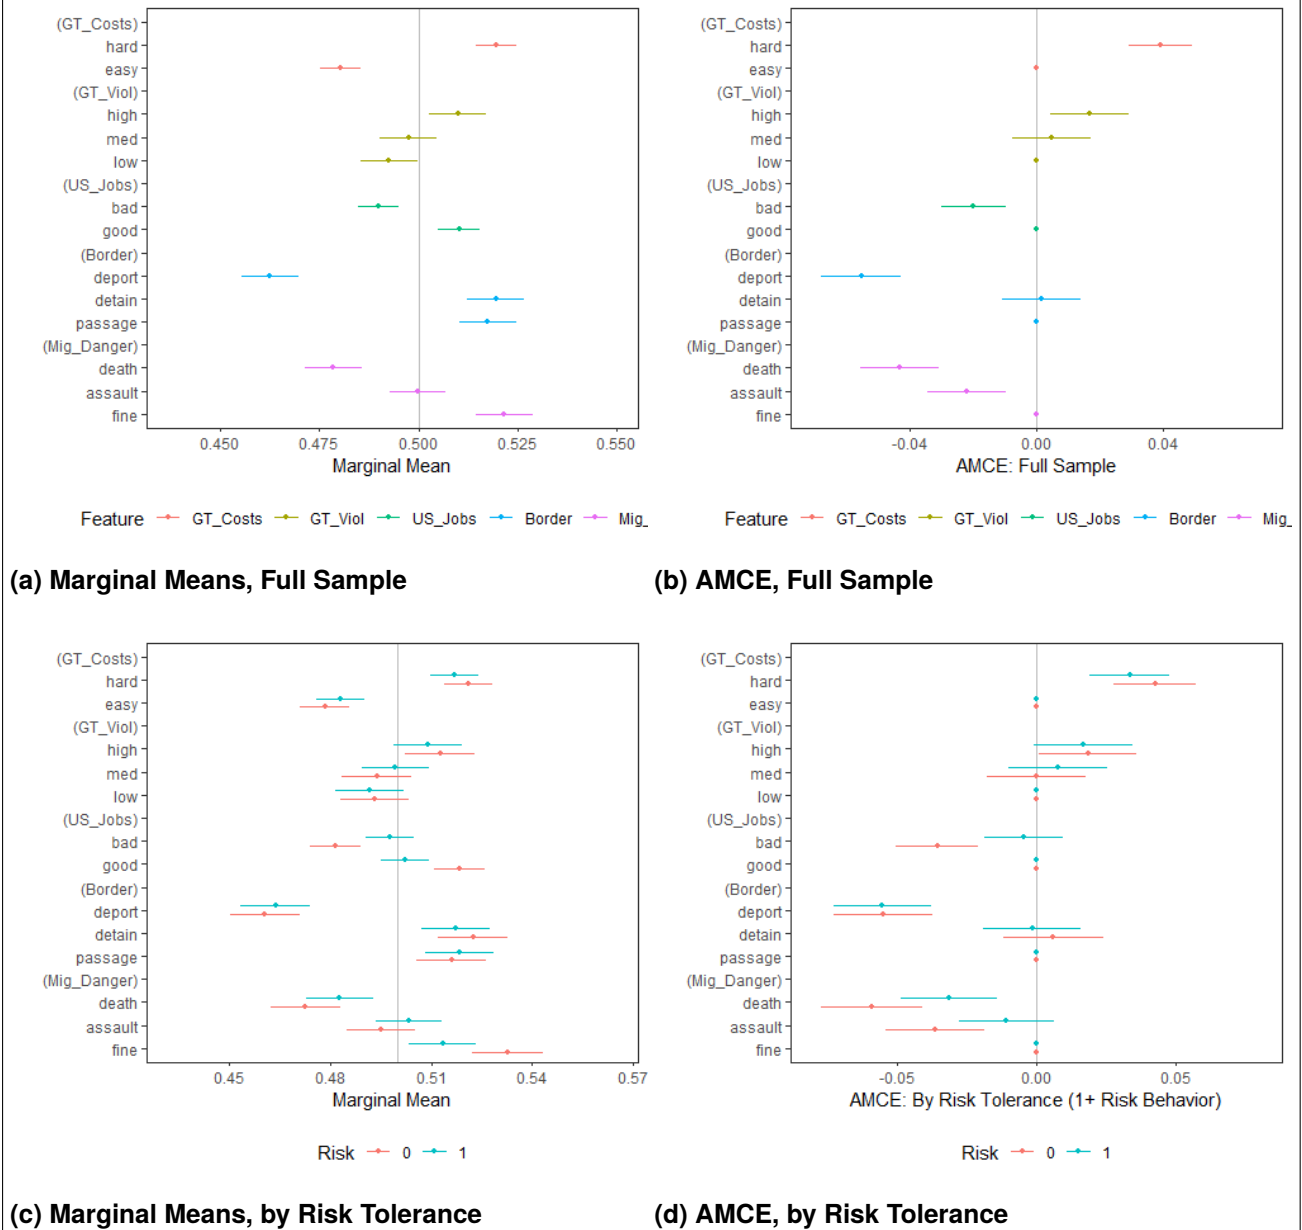 (GT_Costs)
hard
easy
(GT_Viol)
high
med
low
(US_Jobs)
bad
good
(Border)
deport
detain
passage
(Mig_Danger)
death
assault
fine
0.450 0.475 0.500 0.525 0.550
Marginal Mean
Feature GT_Costs GT_Viol US_Jobs Border Mig_
(a) Marginal Means, Full Sample
(GT_Costs)
hard
easy
(GT_Viol)
high
med
low
(US_Jobs)
bad
good
(Border)
deport
detain
passage
(Mig_Danger)
death
assault
fine
-0.04 0.00 0.04
AMCE: Full Sample
Feature GT_Costs GT_Viol US_Jobs Border Mig_
(b) AMCE, Full Sample
(GT_Costs)
hard
easy
(GT_Viol)
high
med
low
(US_Jobs)
bad
good
(Border)
deport
detain
passage
(Mig_Danger)
death
assault
fine
0.45 0.48 0.51 0.54 0.57
Marginal Mean
Risk 0 1
(c) Marginal Means, by Risk Tolerance
(GT_Costs)
hard
easy
(GT_Viol)
high
med
low
(US_Jobs)
bad
good
(Border)
deport
detain
passage
(Mig_Danger)
death
assault
fine
-0.05 0.00 0.05
AMCE: By Risk Tolerance (1+ Risk Behavior)
Risk 0 1
(d) AMCE, by Risk Tolerance